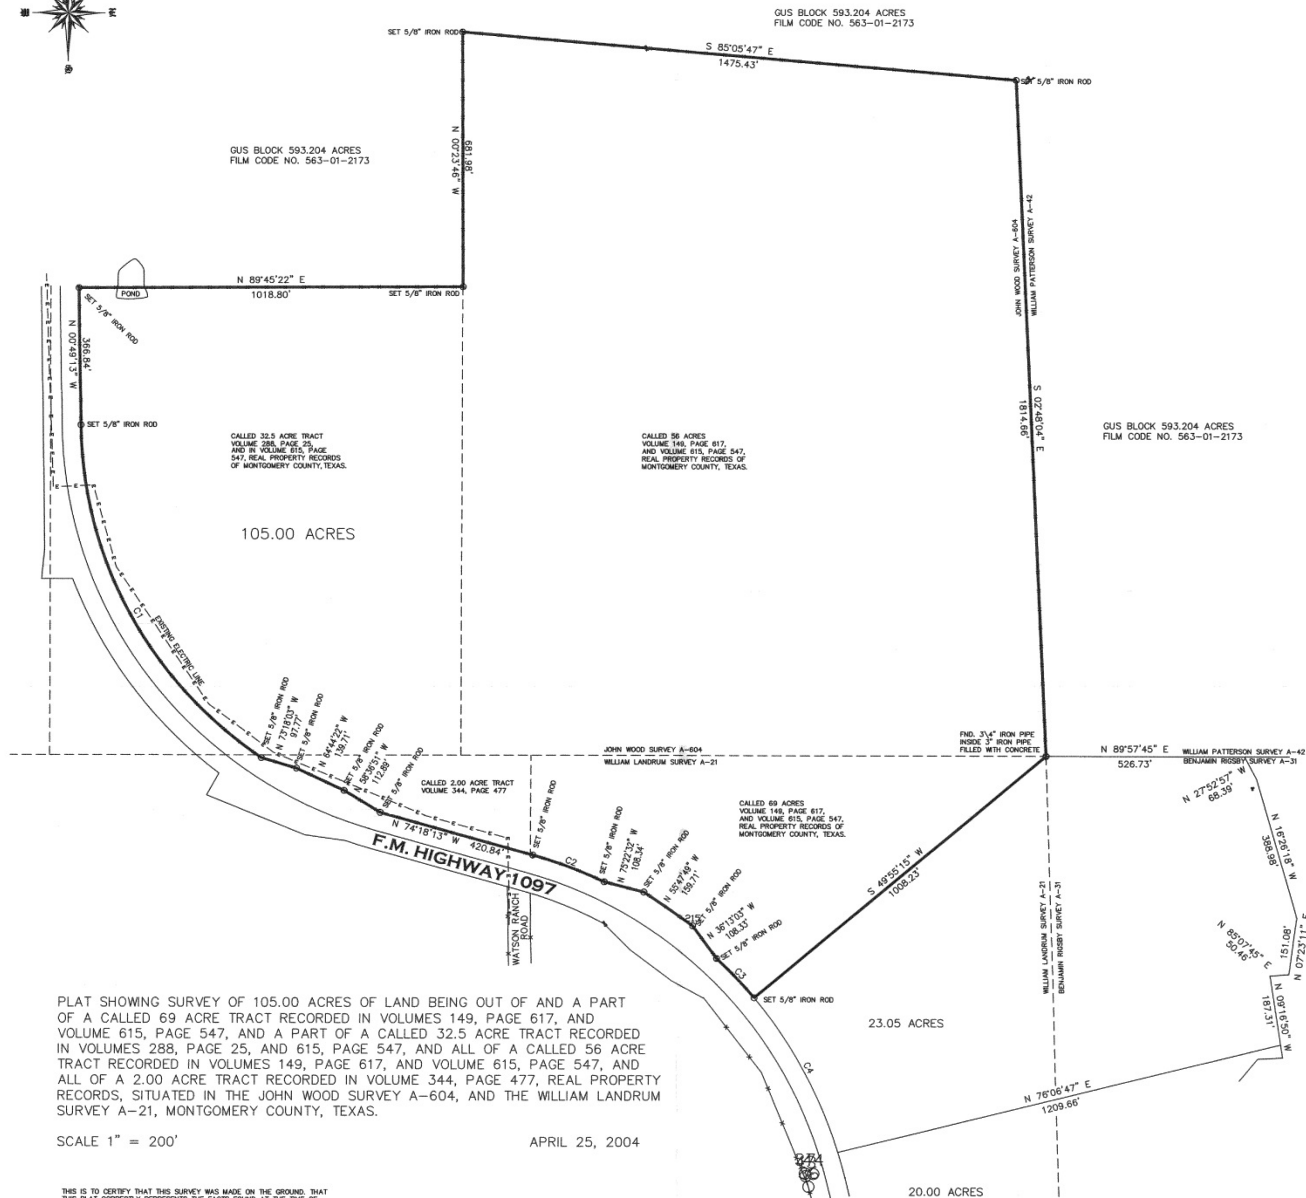 GUS BLOCK 593.204 ACRES
FILM CODE NO. 563-01-2173
SET 5/8" IRON ROD
S 85°05'47" E
1475.43'
SET 5/8" IRON ROD
GUS BLOCK 593.204 ACRES
FILM CODE NO. 563-01-2173
N 00°23'46" W
681.98'
JOHN WOOD SURVEY A-604
WILLIAM PATTERSON SURVEY A-42
N 89°45'22" E
1018.80'
POND
SET 5/8" IRON ROD
SET 5/8" IRON ROD
N 00°49'13" W
366.84'
SET 5/8" IRON ROD
S 02°48'04" E
1814.66'
GUS BLOCK 593.204 ACRES
FILM CODE NO. 563-01-2173
CALLED 32.5 ACRE TRACT
VOLUME 288, PAGE 25,
AND IN VOLUME 615, PAGE
547, REAL PROPERTY RECORDS
OF MONTGOMERY COUNTY, TEXAS.
CALLED 56 ACRES
VOLUME 149, PAGE 617,
AND VOLUME 615, PAGE 547,
REAL PROPERTY RECORDS OF
MONTGOMERY COUNTY, TEXAS.
105.00 ACRES
C1
EXISTING ELECTRIC LINE
SET 5/8" IRON ROD
N 73°18'03" W
97.77'
SET 5/8" IRON ROD
N 64°44'22" W
139.71'
SET 5/8" IRON ROD
N 58°36'51" W
112.89'
SET 5/8" IRON ROD
JOHN WOOD SURVEY A-604
WILLIAM LANDRUM SURVEY A-21
FND. 3\4" IRON PIPE
INSIDE 3" IRON PIPE
FILLED WITH CONCRETE
N 89°57'45" E
526.73'
WILLIAM PATTERSON SURVEY A-42
BENJAMIN RIGSBY SURVEY A-31
CALLED 2.00 ACRE TRACT
VOLUME 344, PAGE 477
N 27°52'57" W
68.39'
CALLED 69 ACRES
VOLUME 149, PAGE 617,
AND VOLUME 615, PAGE 547,
REAL PROPERTY RECORDS OF
MONTGOMERY COUNTY, TEXAS.
N 74°18'13" W
420.84'
SET 5/8" IRON ROD
F.M. HIGHWAY 1097
C2
SET 5/8" IRON ROD
N 75°22'32" W
108.34'
SET 5/8" IRON ROD
N 55°47'49" W
159.71'
215
SET 5/8" IRON ROD
N 36°13'03" W
108.33'
SET 5/8" IRON ROD
C3
SET 5/8" IRON ROD
S 49°55'15" W
1008.23'
N 16°26'18" W
388.98'
WATSON RANCH
ROAD
WILLIAM LANDRUM SURVEY A-21
BENJAMIN RIGSBY SURVEY A-31
N 85°07'45" E
50.46'
151.08'
N 07°23'11" E
N 09°16'50" W
187.31'
23.05 ACRES
C4
N 76°06'47" E
1209.66'
20.00 ACRES
PLAT SHOWING SURVEY OF 105.00 ACRES OF LAND BEING OUT OF AND A PART
OF A CALLED 69 ACRE TRACT RECORDED IN VOLUMES 149, PAGE 617, AND
VOLUME 615, PAGE 547, AND A PART OF A CALLED 32.5 ACRE TRACT RECORDED
IN VOLUMES 288, PAGE 25, AND 615, PAGE 547, AND ALL OF A CALLED 56 ACRE
TRACT RECORDED IN VOLUMES 149, PAGE 617, AND VOLUME 615, PAGE 547, AND
ALL OF A 2.00 ACRE TRACT RECORDED IN VOLUME 344, PAGE 477, REAL PROPERTY
RECORDS, SITUATED IN THE JOHN WOOD SURVEY A-604, AND THE WILLIAM LANDRUM
SURVEY A-21, MONTGOMERY COUNTY, TEXAS.
SCALE 1" = 200'
APRIL 25, 2004
THIS IS TO CERTIFY THAT THIS SURVEY WAS MADE ON THE GROUND, THAT